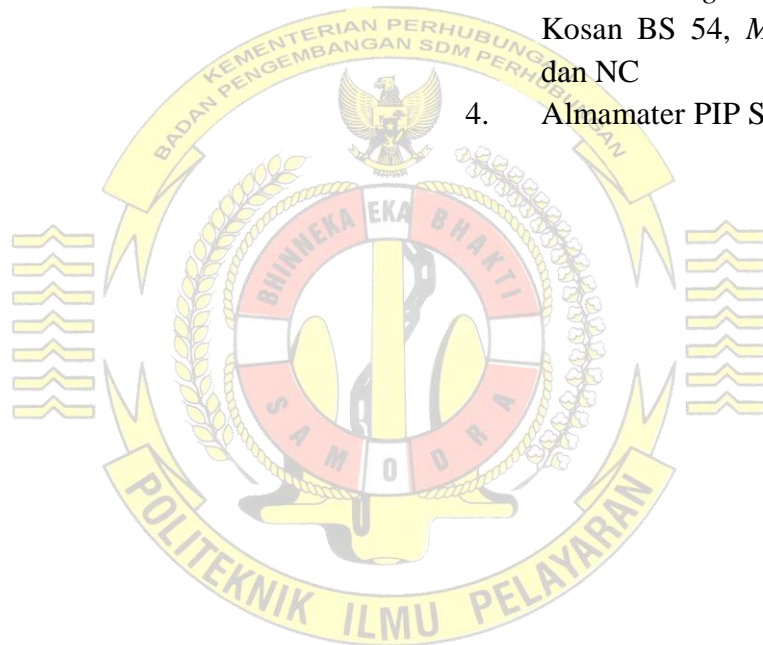 Kosan BS 54, M
dan NC
4. Almamater PIP S
KEMENTERIAN PERHUBUNGAN
BADAN PENGEMBANGAN SDM PERHUBUNGAN
BHINNEKA EKA BHAKTI
SAMODRA
POLITEKNIK ILMU PELAYARAN